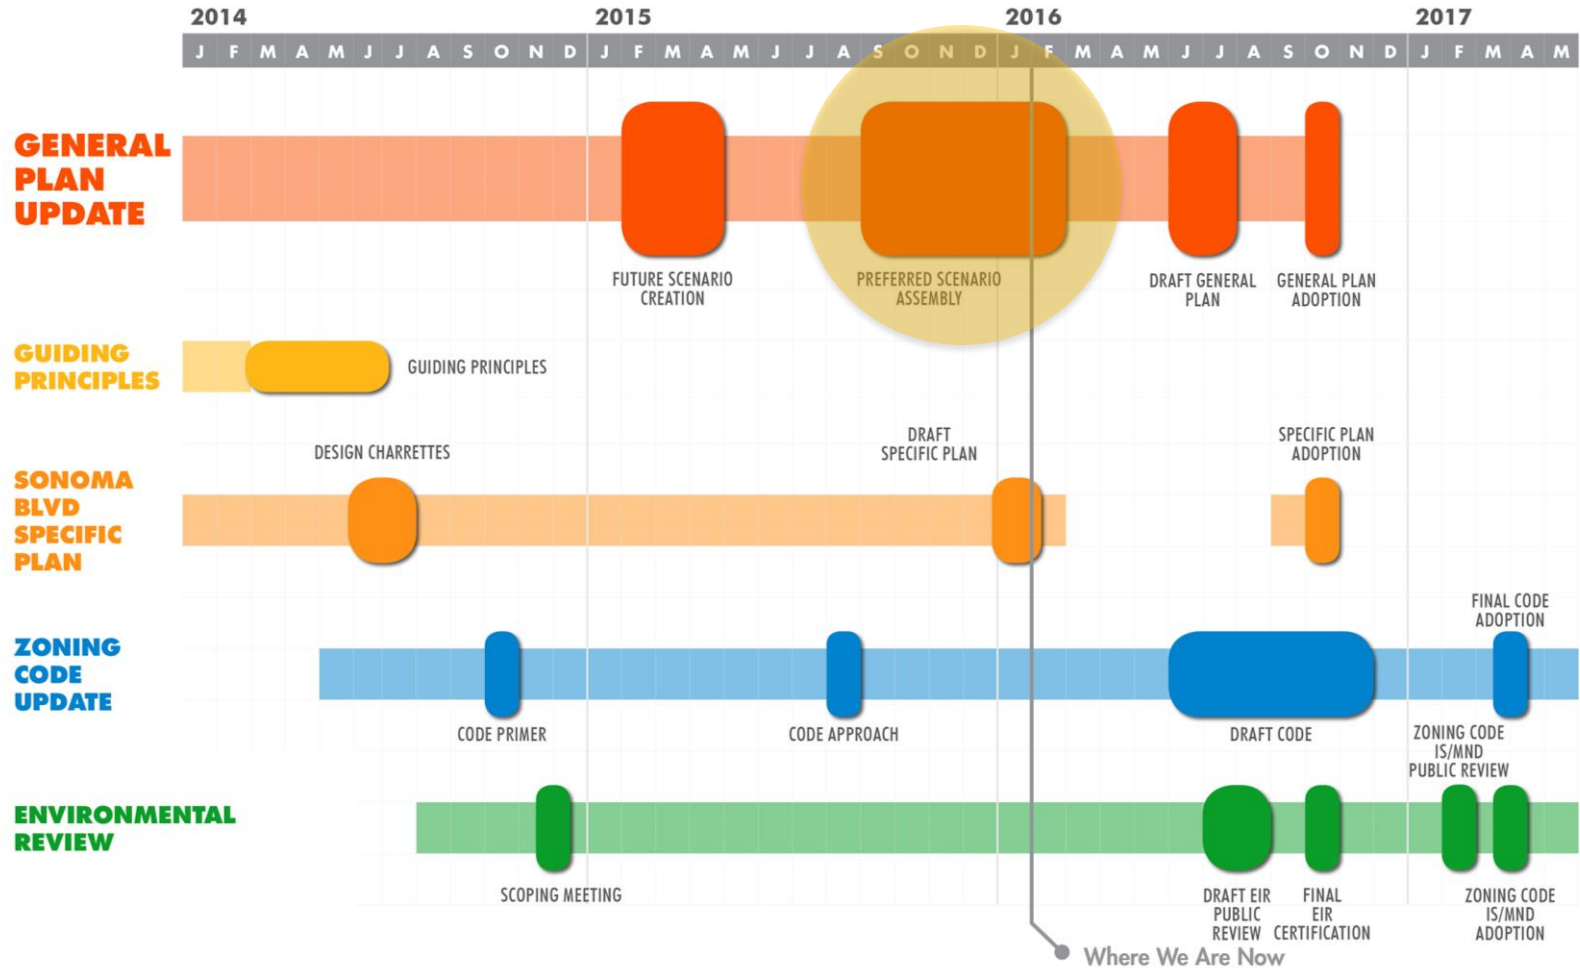 2014 2015 2016 2017
J F M A M J J A S O N D J F M A M J J A S O N D J F M A M J J A S O N D J F M A M
GENERAL
PLAN
UPDATE
FUTURE SCENARIO
CREATION
PREFERRED SCENARIO
ASSEMBLY
DRAFT GENERAL
PLAN
GENERAL PLAN
ADOPTION
GUIDING
PRINCIPLES
GUIDING PRINCIPLES
SONOMA
BLVD
SPECIFIC
PLAN
DESIGN CHARRETTES
DRAFT
SPECIFIC PLAN
SPECIFIC PLAN
ADOPTION
ZONING
CODE
UPDATE
CODE PRIMER
CODE APPROACH
DRAFT CODE
FINAL CODE
ADOPTION
ENVIRONMENTAL
REVIEW
SCOPING MEETING
DRAFT EIR
PUBLIC
REVIEW
FINAL
EIR
CERTIFICATION
ZONING CODE
IS/MND
PUBLIC REVIEW
ZONING CODE
IS/MND
ADOPTION
Where We Are Now